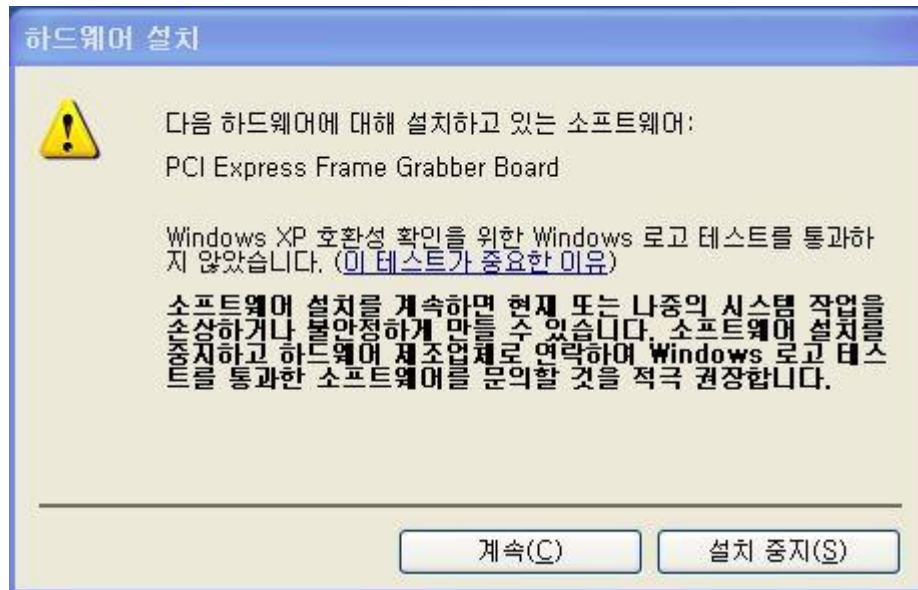 하드웨어 설치
다음 하드웨어에 대해 설치하고 있는 소프트웨어:
PCI Express Frame Grabber Board
Windows XP 호환성 확인을 위한 Windows 로고 테스트를 통과하
지 않았습니다. (이 테스트가 중요한 이유)
소프트웨어 설치를 계속하면 현재 또는 나중의 시스템 작업을
손상하거나 불안정하게 만들 수 있습니다. 소프트웨어 설치를
중지하고 하드웨어 제조업체로 연락하여 Windows 로고 테스
트를 통과한 소프트웨어를 문의할 것을 적극 권장합니다.
계속(C)
설치 중지(S)